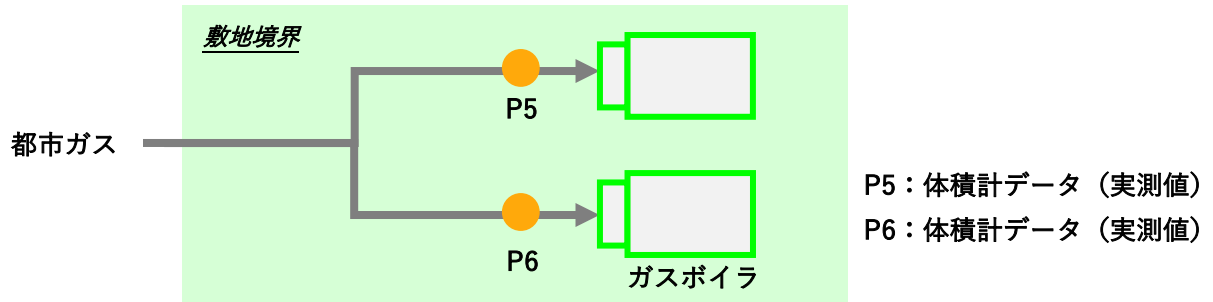 敷地境界
P5
都市ガス
P5：体積計データ（実測値）
P6：体積計データ（実測値）
P6
ガスボイラ